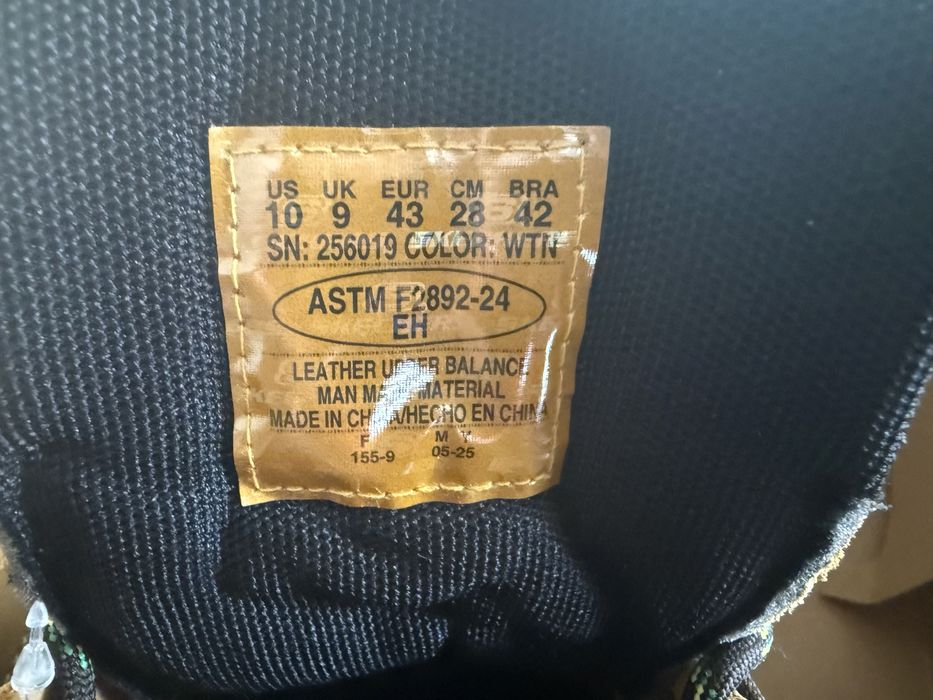 US UK EUR CM BRA
10 9 43 28 42
SN: 256019 COLOR: WTN
ASTM F2892-24
EH
LEATHER UPPER BALANCE
MAN MADE MATERIAL
MADE IN CHINA/HECHO EN CHINA
F M Y
155-9 05-25